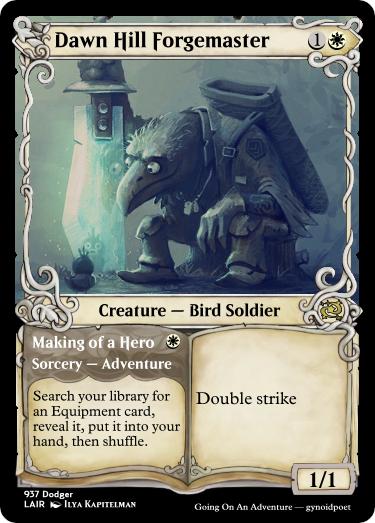 Dawn Hill Forgemaster 1
Creature — Bird Soldier
Making of a Hero
Sorcery — Adventure
Search your library for
an Equipment card,
reveal it, put it into your
hand, then shuffle.
Double strike
1/1
937 Dodger
LAIR Ilya Kapitelman
Going On An Adventure — gynoidpoet